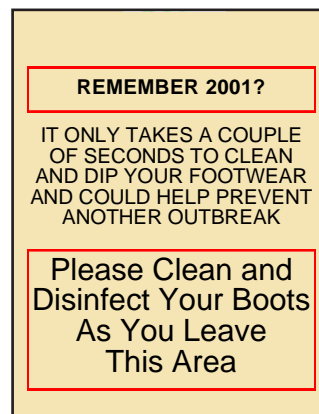 REMEMBER 2001?
IT ONLY TAKES A COUPLE
OF SECONDS TO CLEAN
AND DIP YOUR FOOTWEAR
AND COULD HELP PREVENT
ANOTHER OUTBREAK
Please Clean and
Disinfect Your Boots
As You Leave
This Area